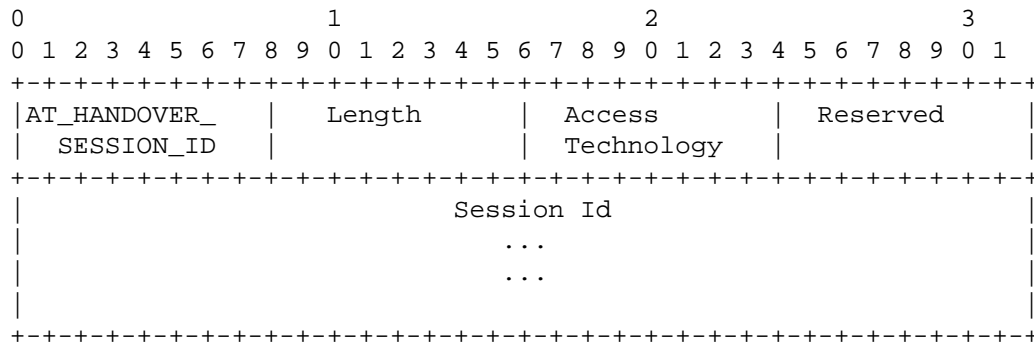 0                   1                   2                   3
0 1 2 3 4 5 6 7 8 9 0 1 2 3 4 5 6 7 8 9 0 1 2 3 4 5 6 7 8 9 0 1
+-+-+-+-+-+-+-+-+-+-+-+-+-+-+-+-+-+-+-+-+-+-+-+-+-+-+-+-+-+-+-+-+
|AT_HANDOVER_   |   Length      |  Access       |  Reserved     |
|  SESSION_ID   |               |  Technology   |               |
+-+-+-+-+-+-+-+-+-+-+-+-+-+-+-+-+-+-+-+-+-+-+-+-+-+-+-+-+-+-+-+-+
|                           Session Id                          |
|                              ...                              |
|                              ...                              |
|                                                               |
+-+-+-+-+-+-+-+-+-+-+-+-+-+-+-+-+-+-+-+-+-+-+-+-+-+-+-+-+-+-+-+-+